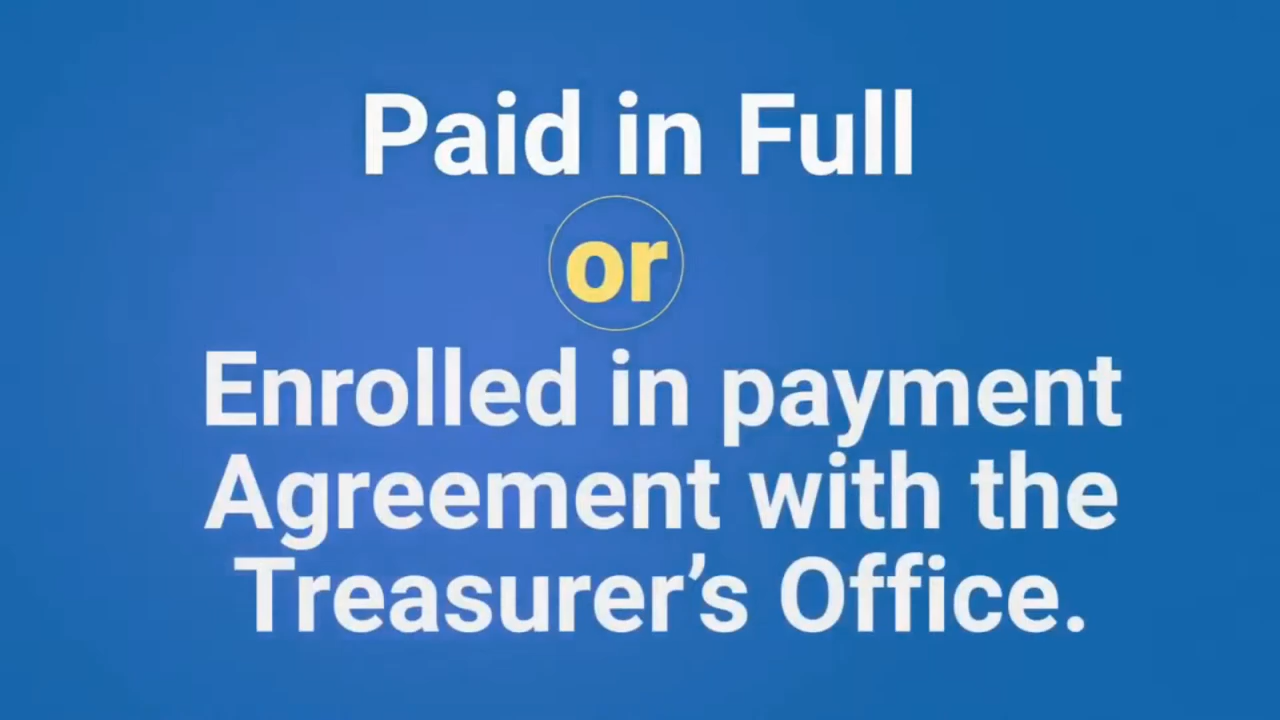 Paid in Full
or
Enrolled in payment
Agreement with the
Treasurer’s Office.